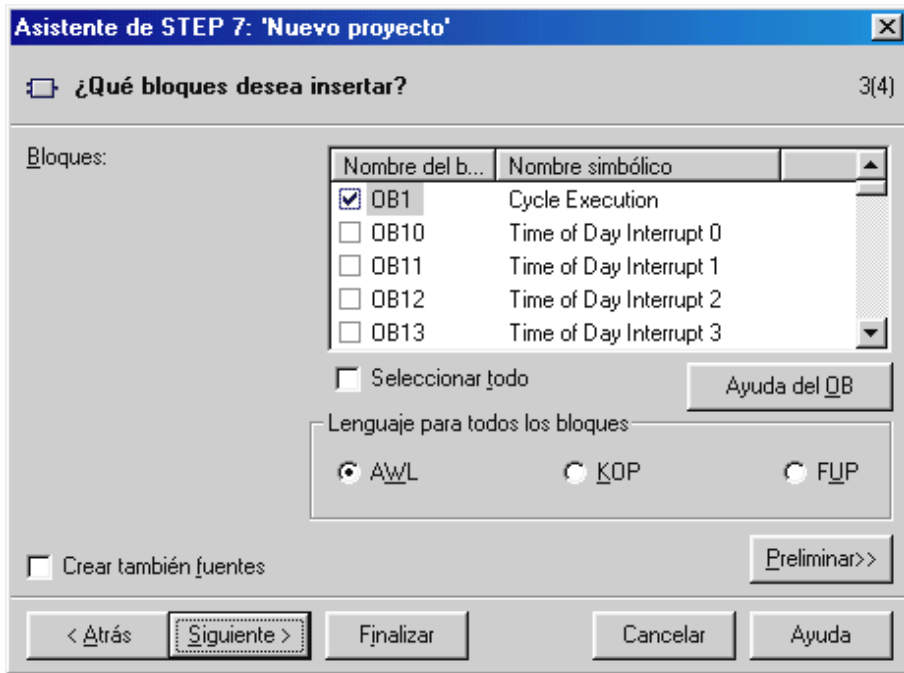 Asistente de STEP 7: 'Nuevo proyecto'
¿Qué bloques desea insertar? 3(4)
Bloques:
Nombre del b... Nombre simbólico
OB1 Cycle Execution
OB10 Time of Day Interrupt 0
OB11 Time of Day Interrupt 1
OB12 Time of Day Interrupt 2
OB13 Time of Day Interrupt 3
Seleccionar todo Ayuda del OB
Lenguaje para todos los bloques
AWL KOP FUP
Crear también fuentes Preliminar>>
< Atrás Siguiente > Finalizar Cancelar Ayuda